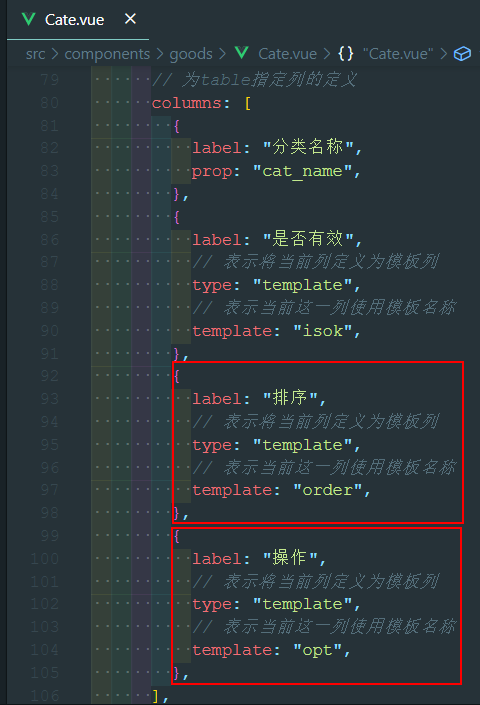 Cate.vue ×
src > components > goods > Cate.vue > {} "Cate.vue" >
79 // 为table指定列的定义
80 columns: [
81 {
82 label: "分类名称",
83 prop: "cat_name",
84 },
85 {
86 label: "是否有效",
87 // 表示将当前列定义为模板列
88 type: "template",
89 // 表示当前这一列使用模板名称
90 template: "isok",
91 },
92 {
93 label: "排序",
94 // 表示将当前列定义为模板列
95 type: "template",
96 // 表示当前这一列使用模板名称
97 template: "order",
98 },
99 {
100 label: "操作",
101 // 表示将当前列定义为模板列
102 type: "template",
103 // 表示当前这一列使用模板名称
104 template: "opt",
105 },
106 ],